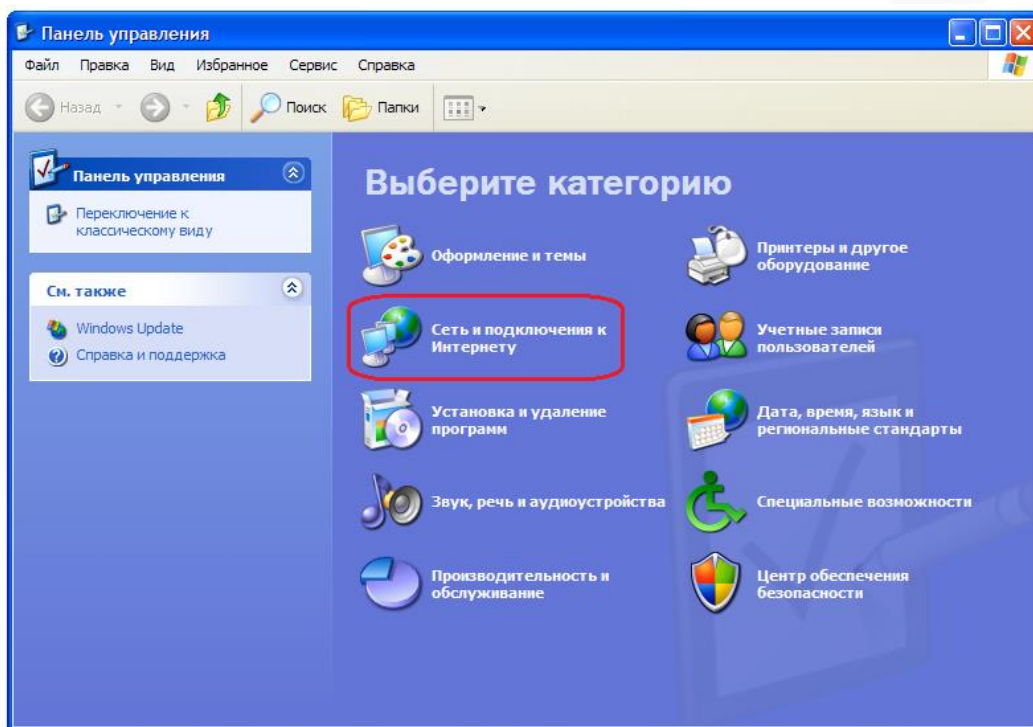 Панель управления
Файл Правка Вид Избранное Сервис Справка
Назад Поиск Папки
Панель управления
Переключение к
классическому виду
См. также
Windows Update
Справка и поддержка
Выберите категорию
Оформление и темы
Принтеры и другое
оборудование
Сеть и подключения к
Интернету
Учетные записи
пользователей
Установка и удаление
программ
Дата, время, язык и
региональные стандарты
Звук, речь и аудиоустройства
Специальные возможности
Производительность и
обслуживание
Центр обеспечения
безопасности